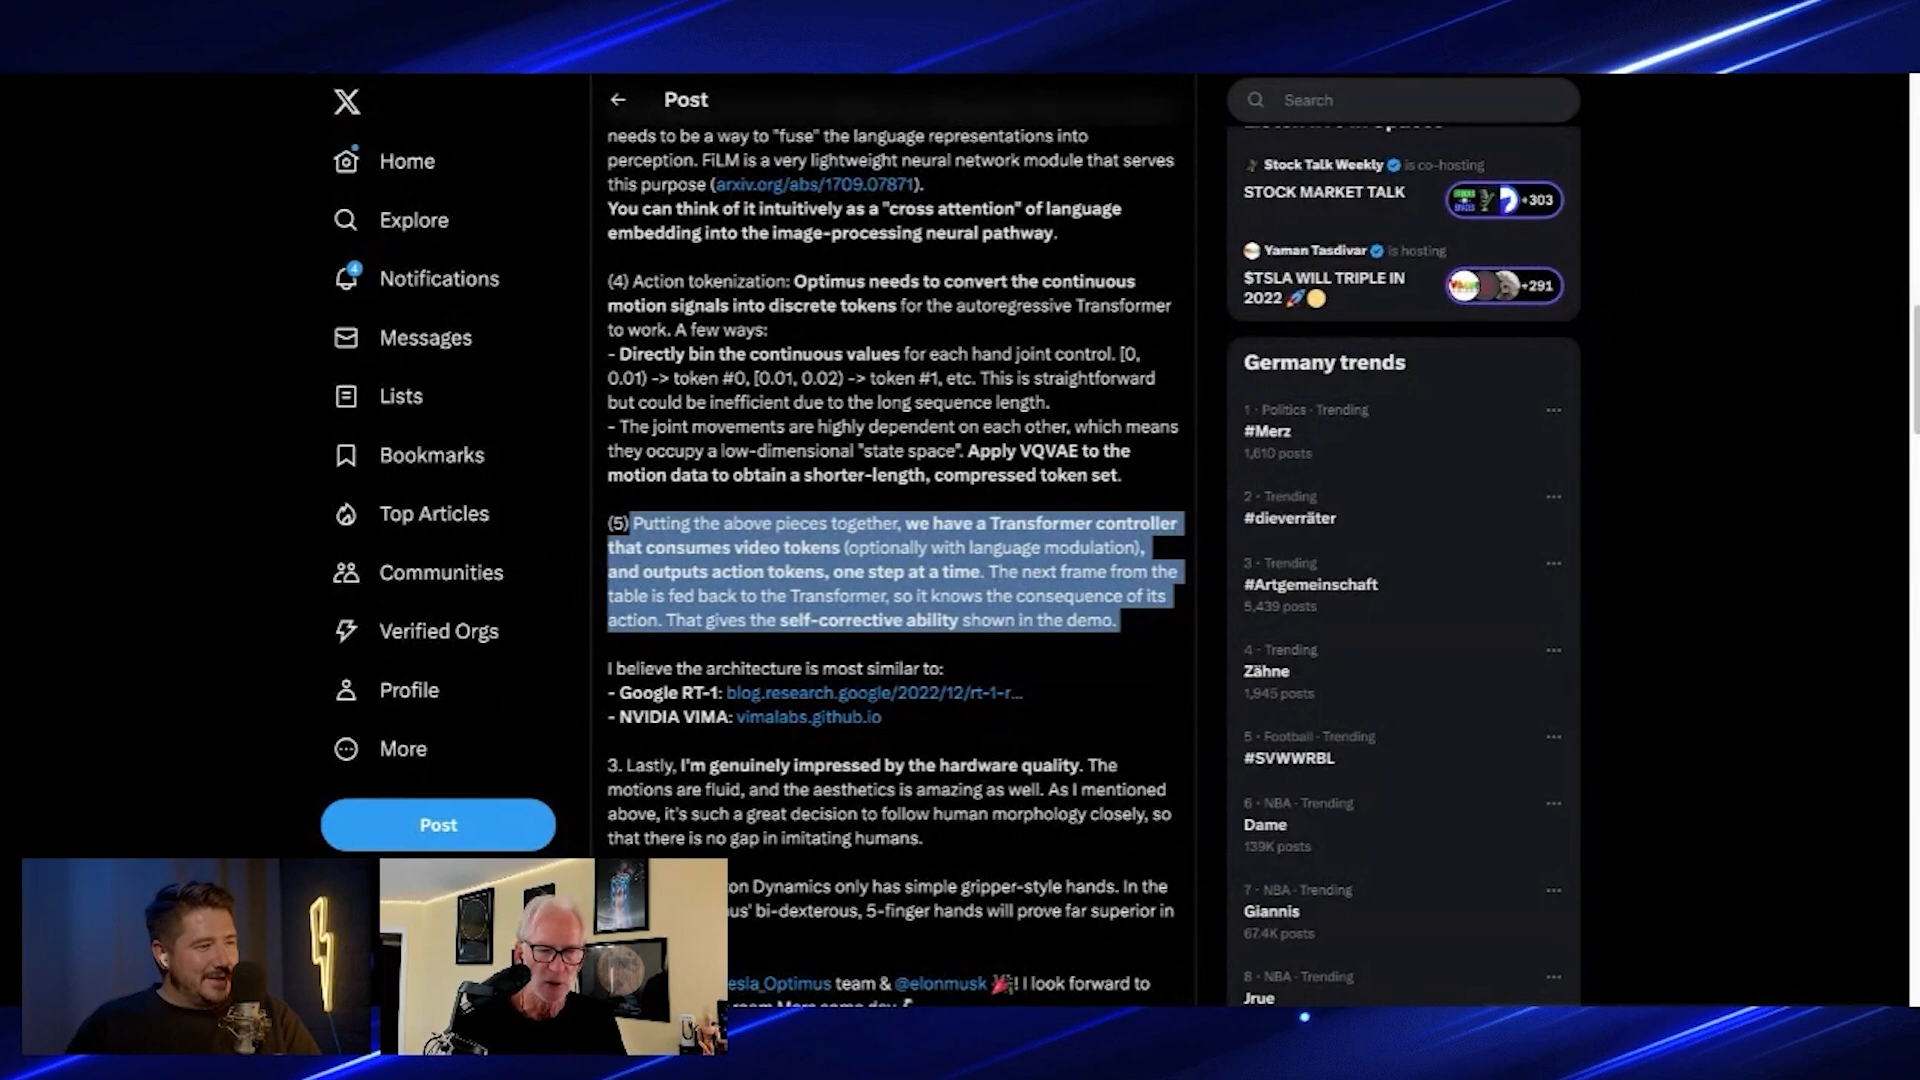 Home
Explore
4
Notifications
Messages
Lists
Bookmarks
Top Articles
Communities
Verified Orgs
Profile
More
Post
Post
needs to be a way to "fuse" the language representations into
perception. FiLM is a very lightweight neural network module that serves
this purpose (arxiv.org/abs/1709.07871).
You can think of it intuitively as a "cross attention" of language
embedding into the image-processing neural pathway.
(4) Action tokenization: Optimus needs to convert the continuous
motion signals into discrete tokens for the autoregressive Transformer
to work. A few ways:
- Directly bin the continuous values for each hand joint control. [0,
0.01) -> token #0, [0.01, 0.02) -> token #1, etc. This is straightforward
but could be inefficient due to the long sequence length.
- The joint movements are highly dependent on each other, which means
they occupy a low-dimensional "state space". Apply VQVAE to the
motion data to obtain a shorter-length, compressed token set.
(5) Putting the above pieces together, we have a Transformer controller
that consumes video tokens (optionally with language modulation),
and outputs action tokens, one step at a time. The next frame from the
table is fed back to the Transformer, so it knows the consequence of its
action. That gives the self-corrective ability shown in the demo.
I believe the architecture is most similar to:
- Google RT-1: blog.research.google/2022/12/rt-1-r...
- NVIDIA VIMA: vimalabs.github.io
3. Lastly, I'm genuinely impressed by the hardware quality. The
motions are fluid, and the aesthetics is amazing as well. As I mentioned
above, it's such a great decision to follow human morphology closely, so
that there is no gap in imitating humans.
on Dynamics only has simple gripper-style hands. In the
us' bi-dexterous, 5-finger hands will prove far superior in
esla_Optimus team & @elonmusk 🎉! I look forward to
Search
Stock Talk Weekly is co-hosting
STOCK MARKET TALK
+303
Yaman Tasdivar is hosting
$TSLA WILL TRIPLE IN
2022 🚀🌕
+291
Germany trends
1 · Politics · Trending
#Merz
1,610 posts
2 · Trending
#dieverräter
3 · Trending
#Artgemeinschaft
5,439 posts
4 · Trending
Zähne
1,945 posts
5 · Football · Trending
#SVWWRBL
6 · NBA · Trending
Dame
139K posts
7 · NBA · Trending
Giannis
67.4K posts
8 · NBA · Trending
Jrue